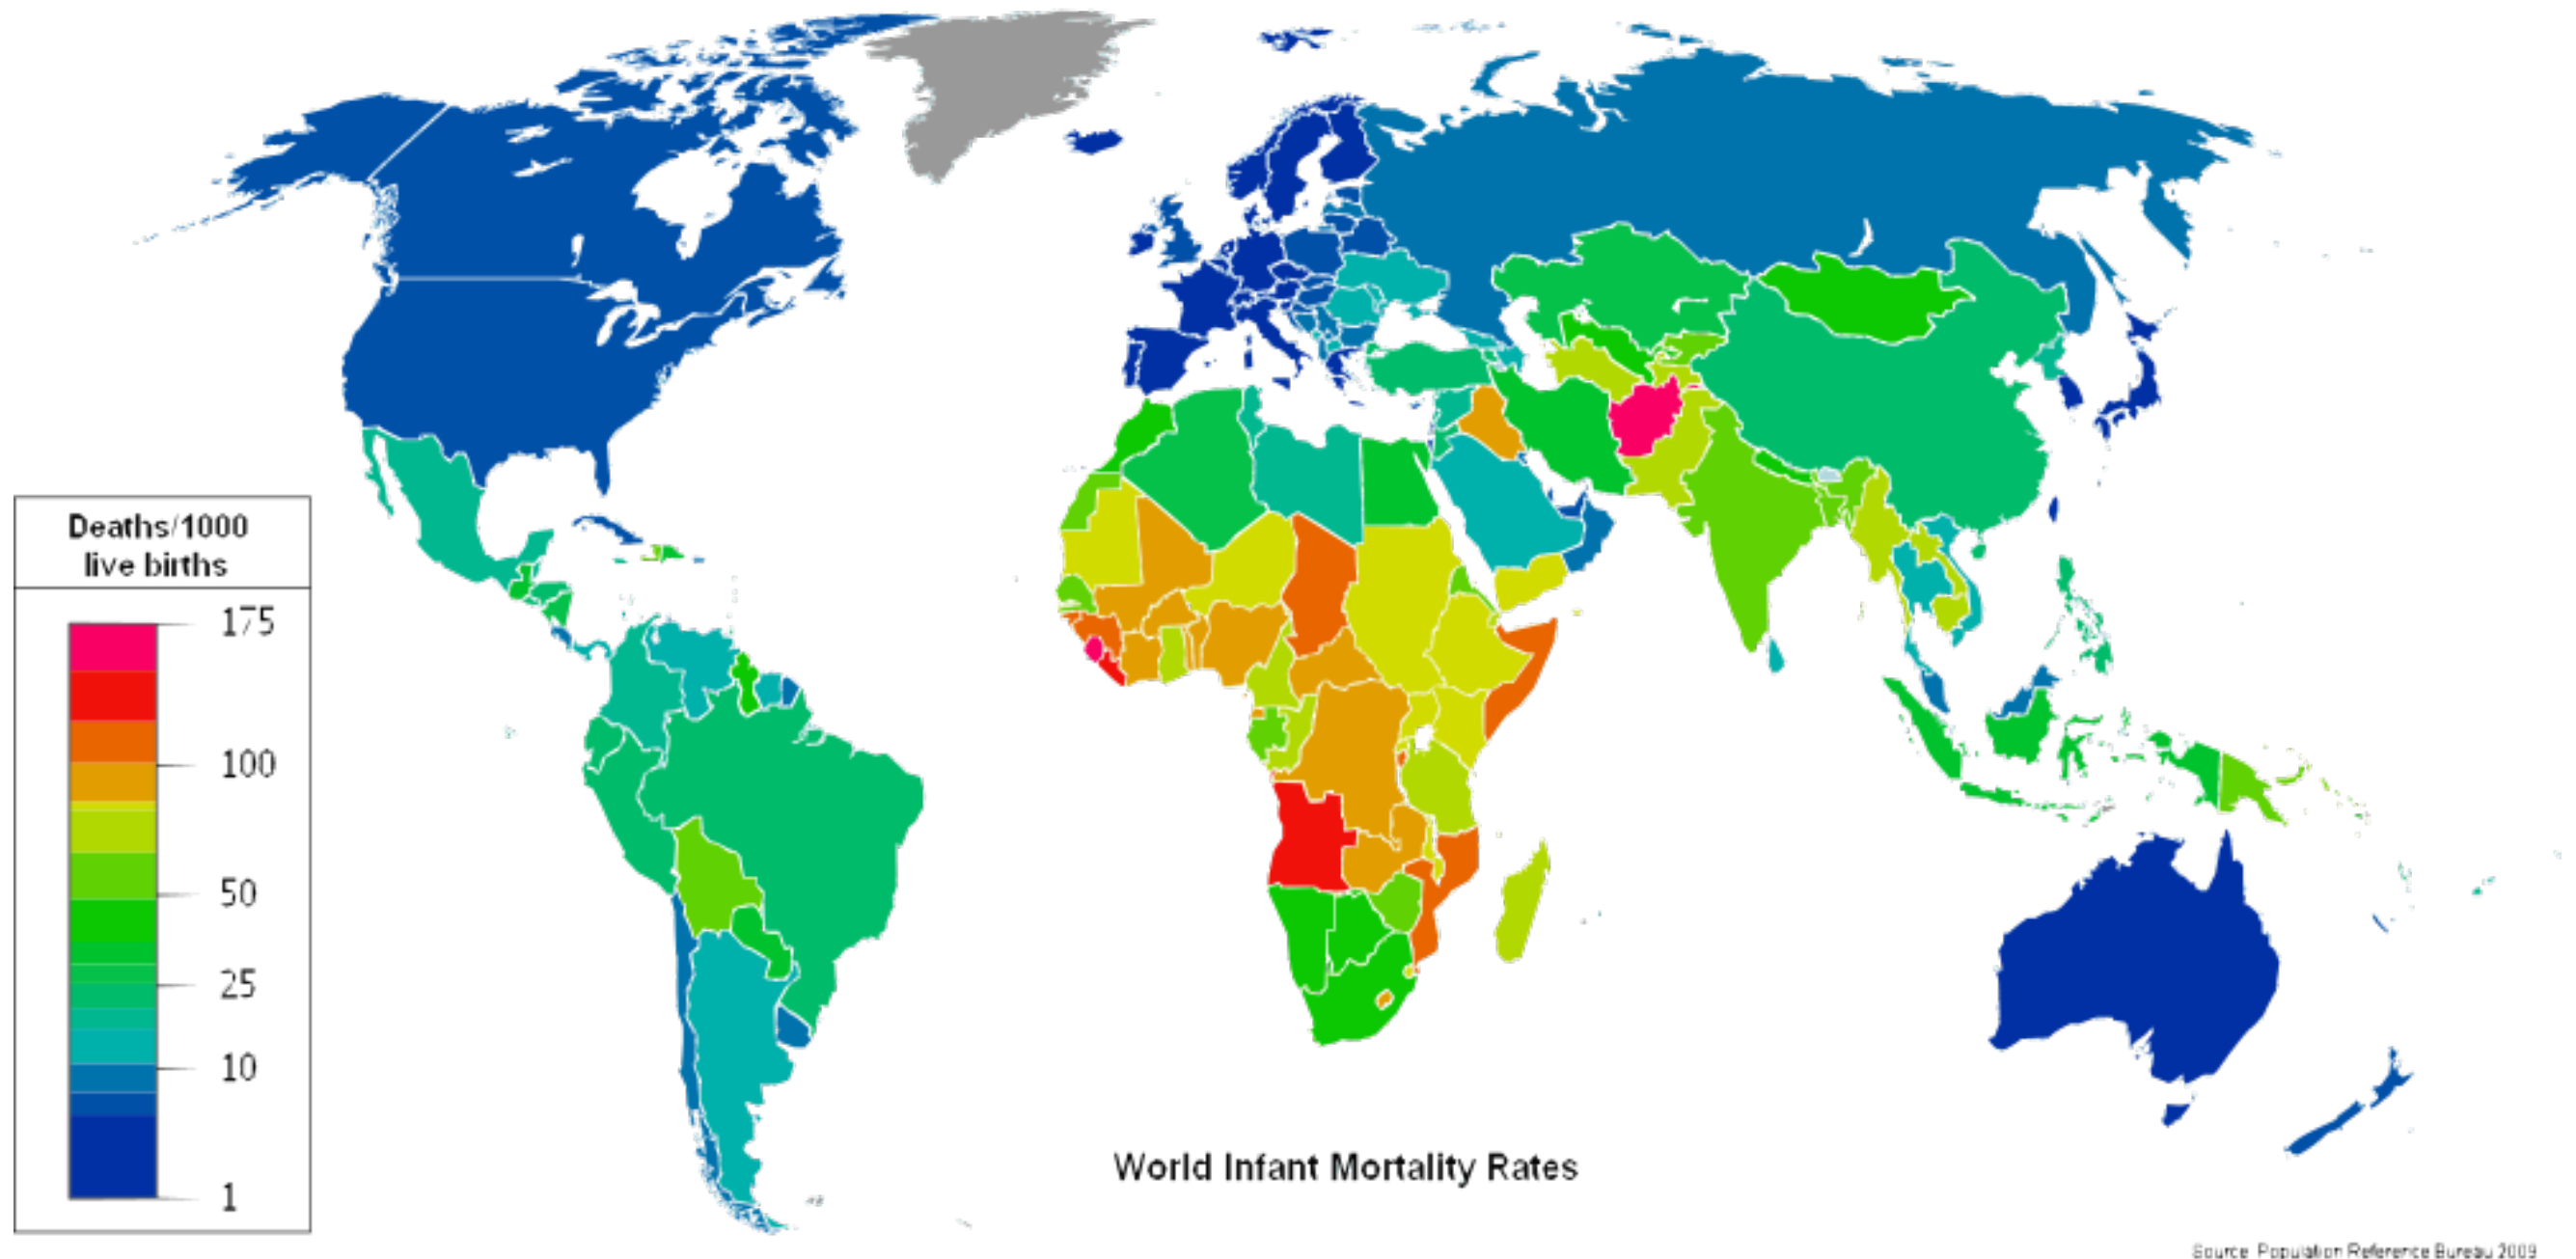 Deaths/1000
live births
175
100
50
25
10
1
World Infant Mortality Rates
Source: Population Reference Bureau 2009